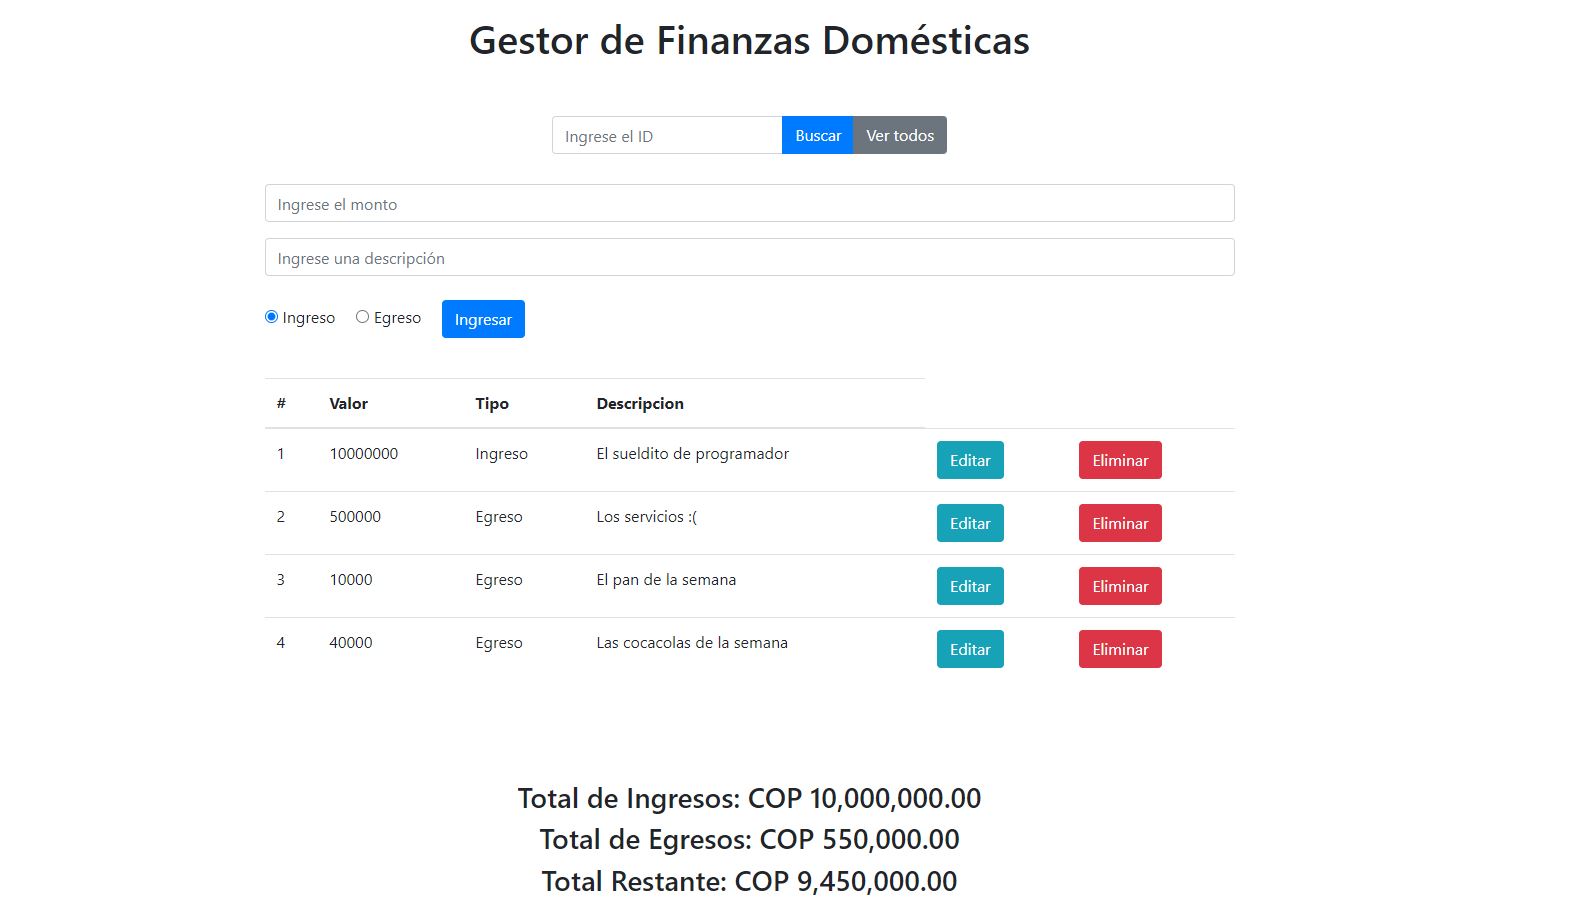 Gestor de Finanzas Domésticas
Ingrese el ID Buscar Ver todos
Ingrese el monto
Ingrese una descripción
Ingreso Egreso Ingresar
# Valor Tipo Descripcion
1 10000000 Ingreso El sueldito de programador Editar Eliminar
2 500000 Egreso Los servicios :( Editar Eliminar
3 10000 Egreso El pan de la semana Editar Eliminar
4 40000 Egreso Las cocacolas de la semana Editar Eliminar
Total de Ingresos: COP 10,000,000.00
Total de Egresos: COP 550,000.00
Total Restante: COP 9,450,000.00